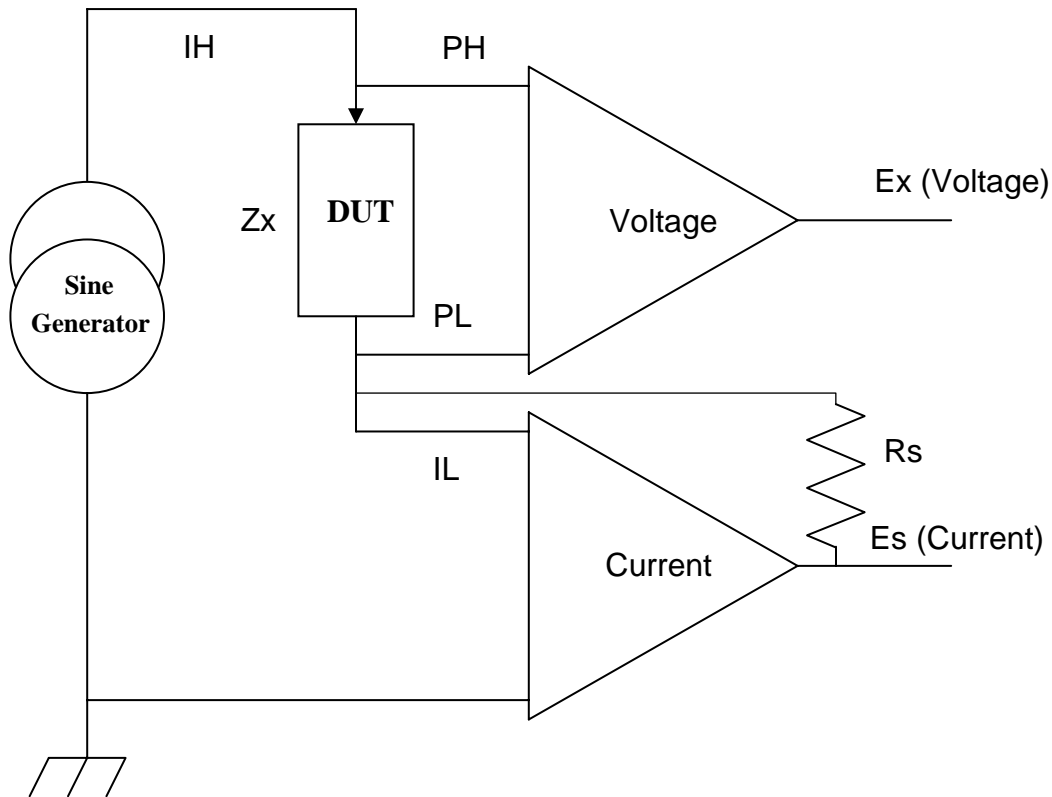 IH
PH
Ex (Voltage)
DUT
Zx
Voltage
Sine
Generator
PL
Rs
IL
Es (Current)
Current